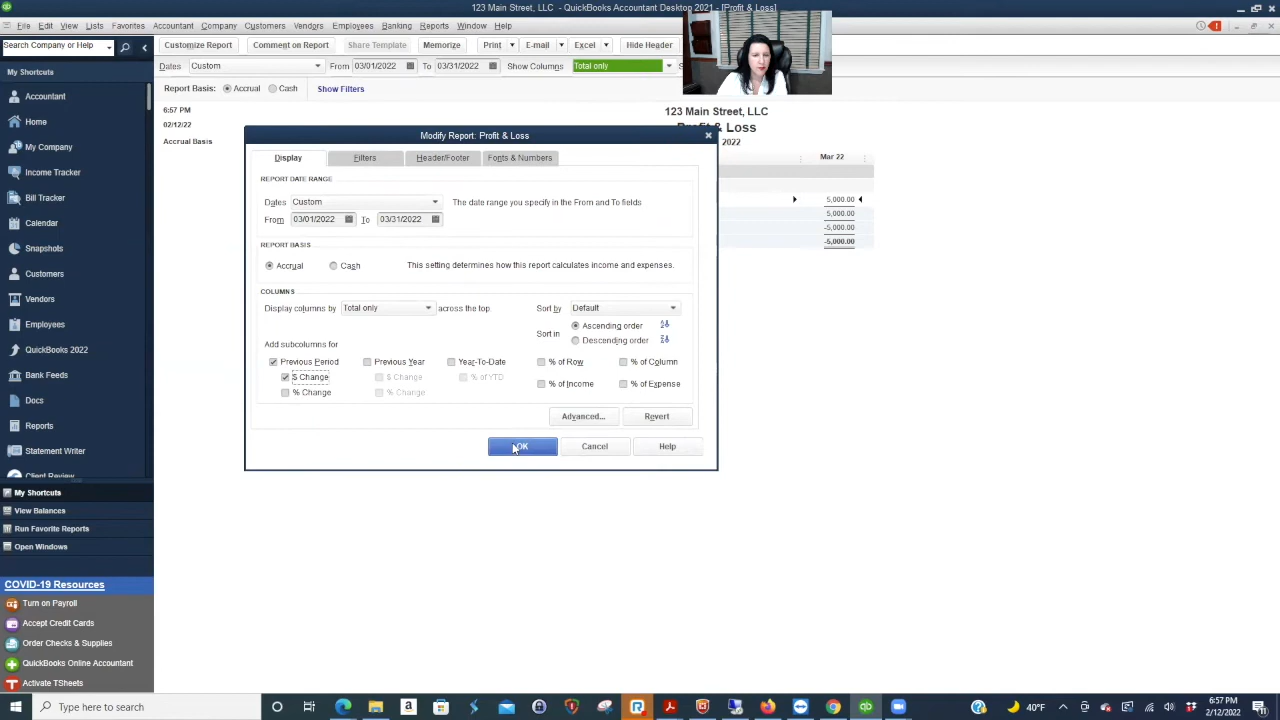 123 Main Street, LLC - QuickBooks Accountant Desktop 2021 - [Profit & Loss]
File Edit View Lists Favorites Company Customers Vendors Employees Banking Reports Window Help
Search Company or Help
Customize Report Comment on Report Share Template Memorize Print E-mail Excel Hide Header
Dates Custom From 03/01/2022 To 03/31/2022 Show Columns Total only
Report Basis: Accrual Cash Show Filters
My Shortcuts
Accountant
Home
My Company
Income Tracker
Bill Tracker
Calendar
Snapshots
Customers
Vendors
Employees
QuickBooks 2022
Bank Feeds
Docs
Reports
Statement Writer
Client Review
My Shortcuts
View Balances
Run Favorite Reports
Open Windows
COVID-19 Resources
Turn on Payroll
Accept Credit Cards
Order Checks & Supplies
QuickBooks Online Accountant
Activate TSheets
6:57 PM
02/12/22
Accrual Basis
123 Main Street, LLC
& Loss
2022
Mar 22
5,000.00
5,000.00
-5,000.00
-5,000.00
Modify Report: Profit & Loss
Display Filters Header/Footer Fonts & Numbers
REPORT DATE RANGE
Dates Custom The date range you specify in the From and To fields
From 03/01/2022 To 03/31/2022
REPORT BASIS
Accrual Cash This setting determines how this report calculates income and expenses.
COLUMNS
Display columns by Total only across the top Sort by Default
Sort in Ascending order
Descending order
Add subcolumns for
Previous Period Previous Year Year-To-Date % of Row % of Column
$ Change $ Change % of YTD % of Income % of Expense
% Change % Change
Advanced... Revert
OK Cancel Help
Type here to search
40°F
6:57 PM
2/12/2022